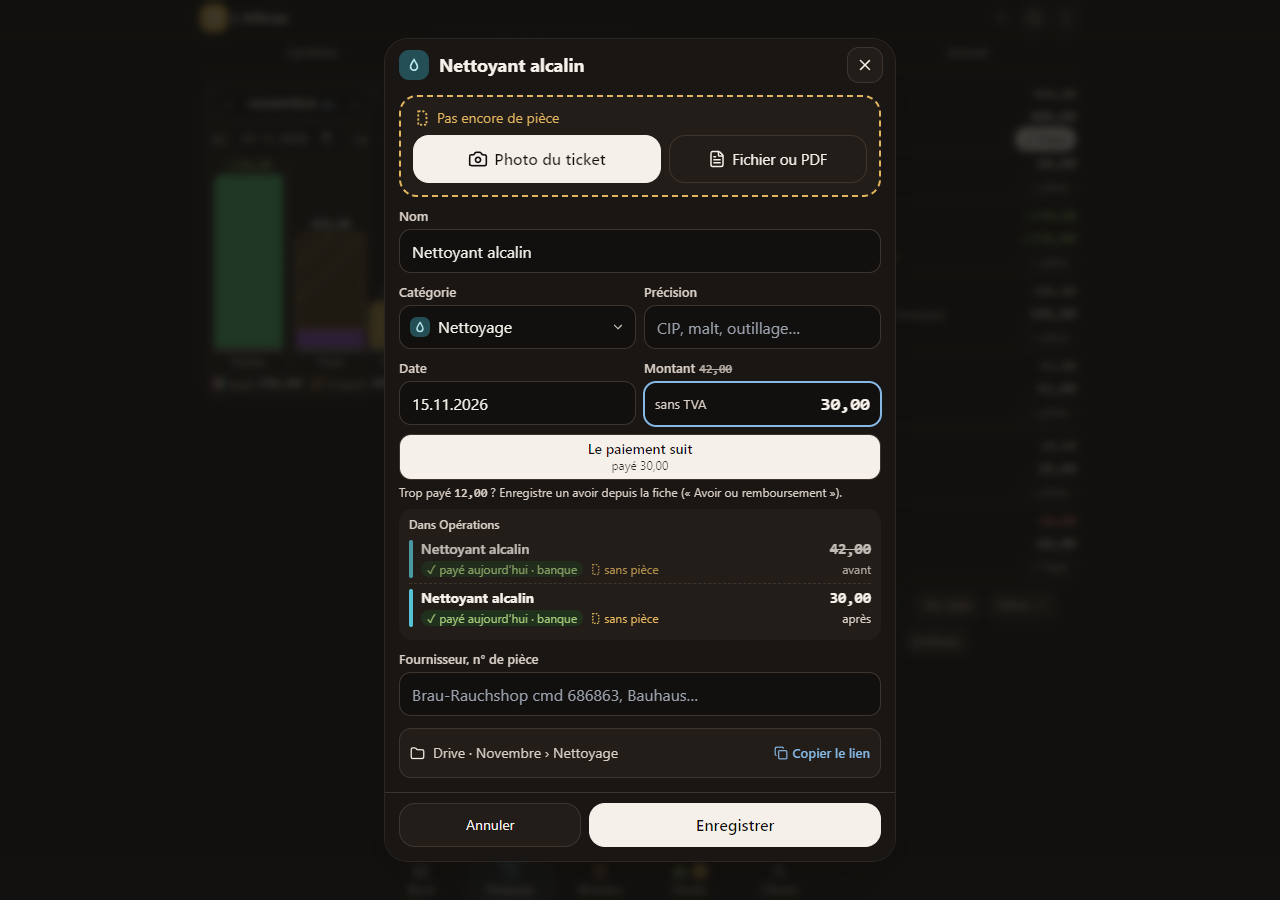 Nettoyant alcalin
Pas encore de pièce
Photo du ticket
Fichier ou PDF
Nom
Nettoyant alcalin
Catégorie
Précision
Nettoyage
CIP, malt, outillage...
Date
Montant 42,00
15.11.2026
sans TVA 30,00
Le paiement suit
payé 30,00
Trop payé 12,00 ? Enregistre un avoir depuis la fiche (« Avoir ou remboursement »).
Dans Opérations
Nettoyant alcalin 42,00
✓ payé aujourd'hui · banque sans pièce avant
Nettoyant alcalin 30,00
✓ payé aujourd'hui · banque sans pièce après
Fournisseur, n° de pièce
Brau-Rauchshop cmd 686863, Bauhaus...
Drive · Novembre › Nettoyage Copier le lien
Annuler
Enregistrer